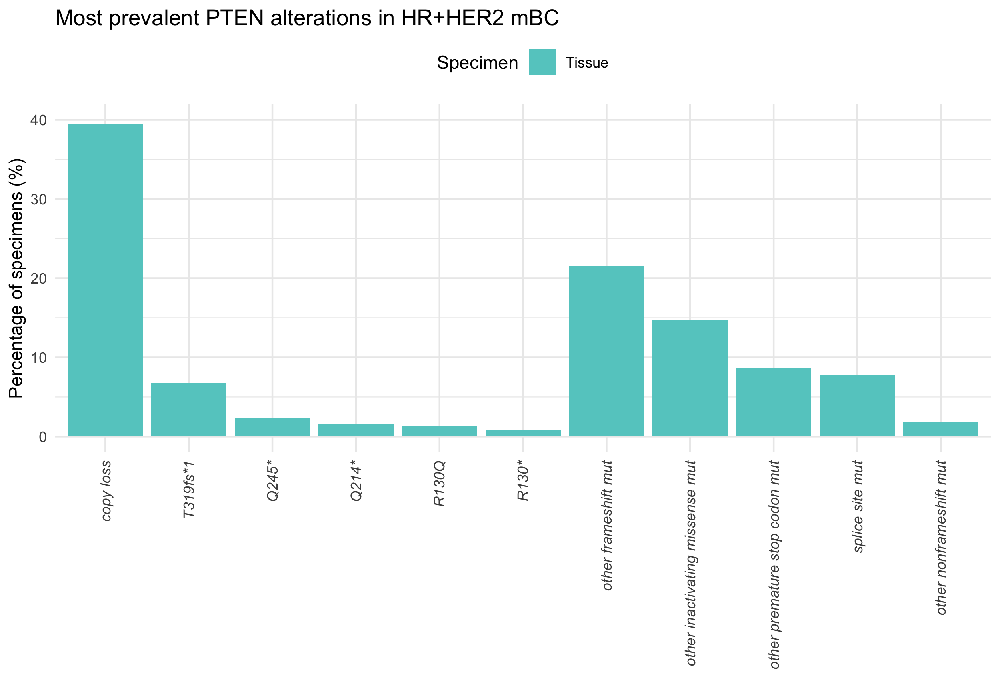 Most prevalent PTEN alterations in HR+HER2 mBC
Specimen Tissue
Percentage of specimens (%)
40
30
20
10
0
copy loss
T319fs*1
Q245*
Q214*
R130Q
R130*
other frameshift mut
other inactivating missense mut
other premature stop codon mut
splice site mut
other nonframeshift mut